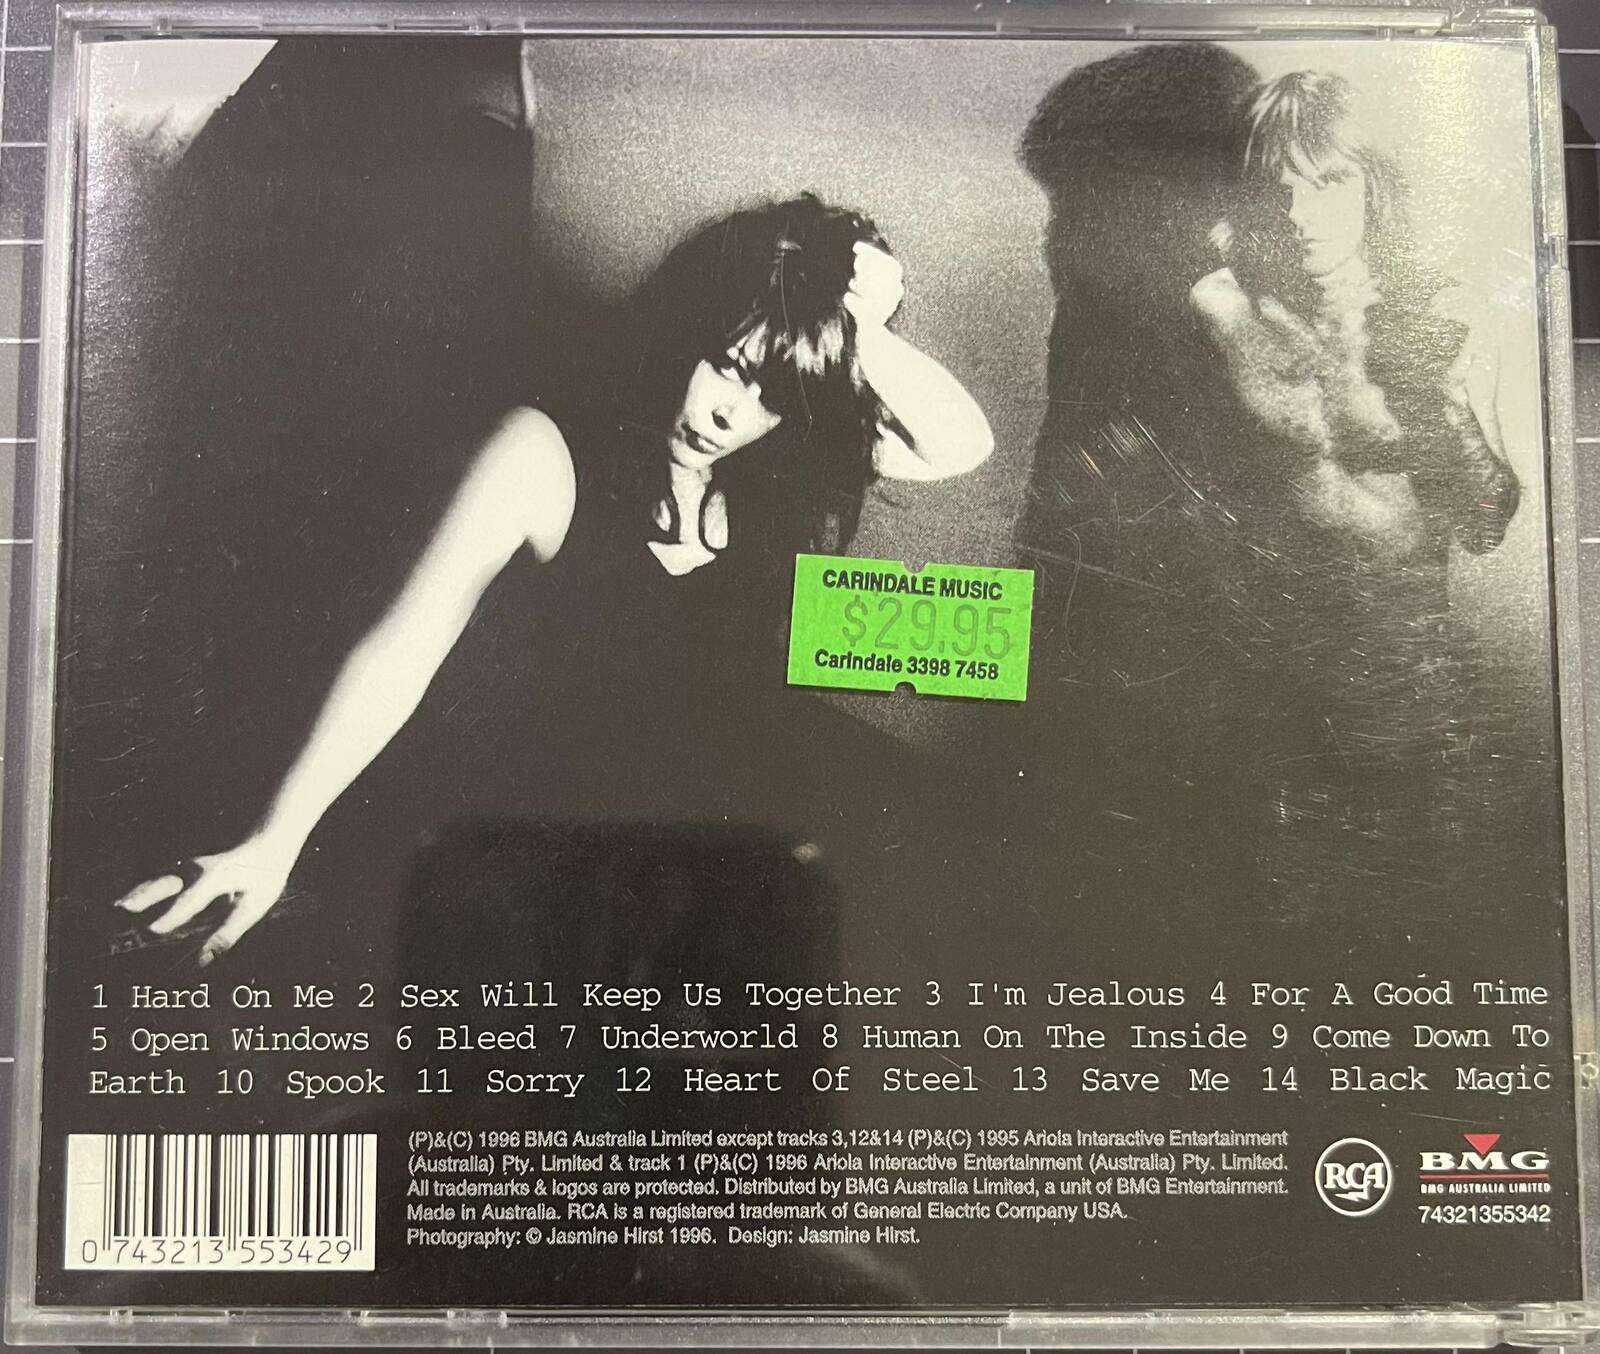 CARINDALE MUSIC
$29.95
Carindale 3398 7458
1 Hard On Me 2 Sex Will Keep Us Together 3 I'm Jealous 4 For A Good Time
5 Open Windows 6 Bleed 7 Underworld 8 Human On The Inside 9 Come Down To
Earth 10 Spook 11 Sorry 12 Heart Of Steel 13 Save Me 14 Black Magic
(P)&(C) 1996 BMG Australia Limited except tracks 3,12&14 (P)&(C) 1995 Ariola Interactive Entertainment
(Australia) Pty. Limited & track 1 (P)&(C) 1996 Ariola Interactive Entertainment (Australia) Pty. Limited.
All trademarks & logos are protected. Distributed by BMG Australia Limited, a unit of BMG Entertainment.
Made in Australia. RCA is a registered trademark of General Electric Company USA.
Photography: © Jasmine Hirst 1996. Design: Jasmine Hirst.
0 743213 553429
RCA
BMG
BMG AUSTRALIA LIMITED
74321355342